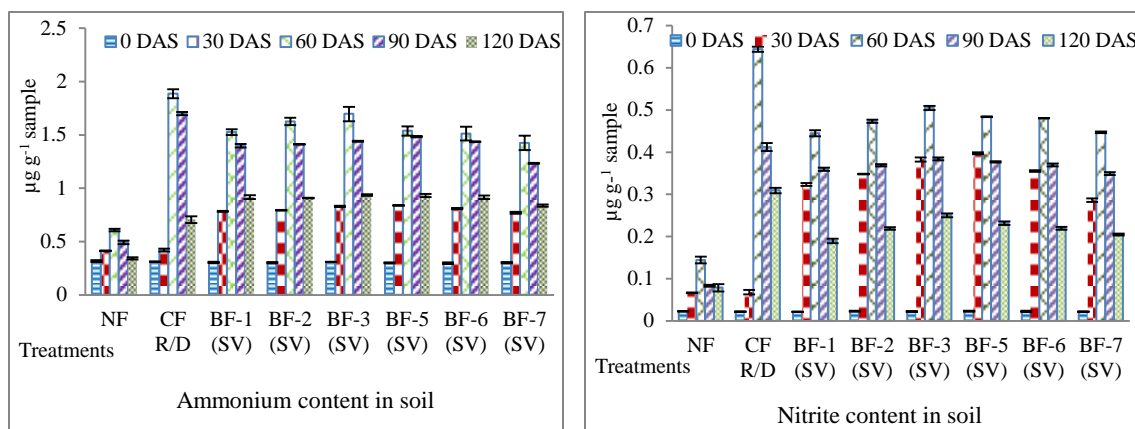 2.5
0 DAS 30 DAS 60 DAS 90 DAS 120 DAS
2
1.5
1
0.5
0
µg g-1 sample
NF CF BF-1 BF-2 BF-3 BF-5 BF-6 BF-7
R/D (SV) (SV) (SV) (SV) (SV) (SV)
Treatments
Ammonium content in soil
0.7
0 DAS 30 DAS 60 DAS 90 DAS 120 DAS
0.6
0.5
0.4
0.3
0.2
0.1
0
µg g-1 sample
NF CF BF-1 BF-2 BF-3 BF-5 BF-6 BF-7
R/D (SV) (SV) (SV) (SV) (SV) (SV)
Treatments
Nitrite content in soil